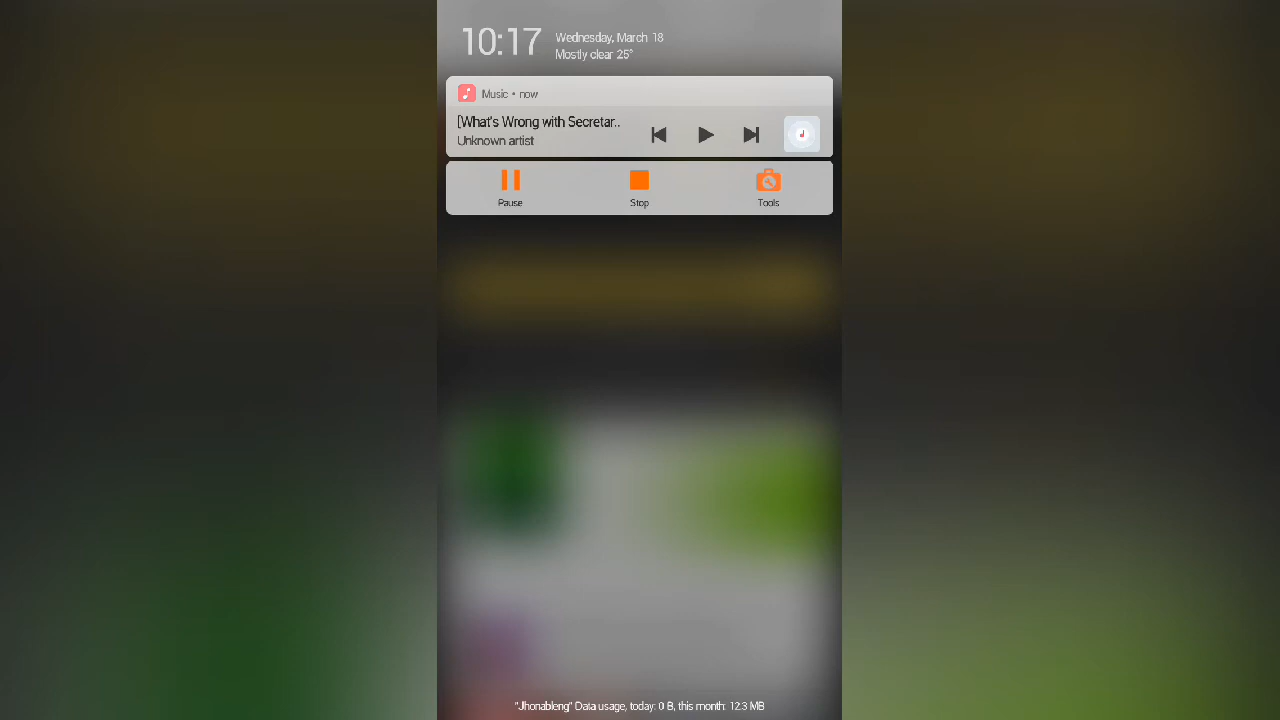 10:17
Wednesday, March 18
Mostly clear 25°
Music • now
[What's Wrong with Secretar..
Unknown artist
Pause
Stop
Tools
"Jhonableng" Data usage, today: 0 B, this month: 12.3 MB